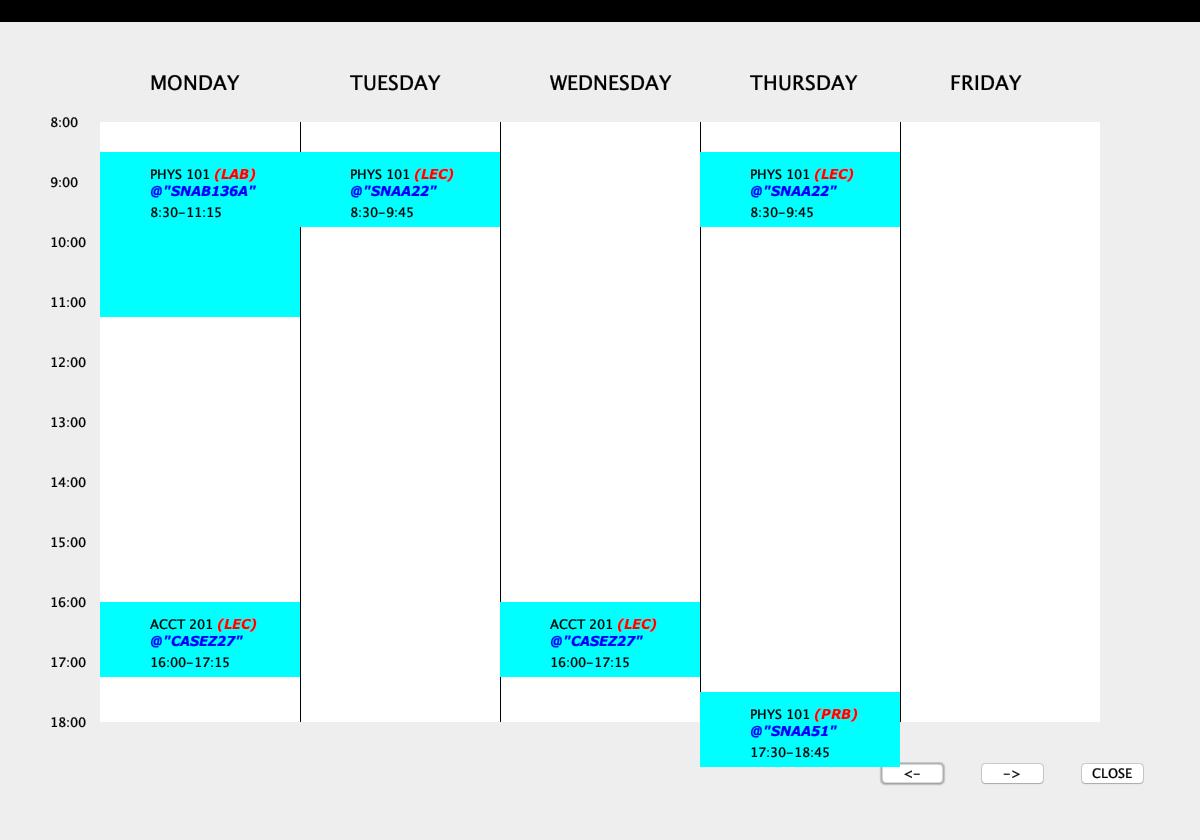 MONDAY TUESDAY WEDNESDAY THURSDAY FRIDAY
8:00
PHYS 101 (LAB)
@"SNAB136A"
8:30-11:15
PHYS 101 (LEC)
@"SNAA22"
8:30-9:45
PHYS 101 (LEC)
@"SNAA22"
8:30-9:45
9:00
10:00
11:00
12:00
13:00
14:00
15:00
16:00
ACCT 201 (LEC)
@"CASEZ27"
16:00-17:15
ACCT 201 (LEC)
@"CASEZ27"
16:00-17:15
17:00
18:00
PHYS 101 (PRB)
@"SNAA51"
17:30-18:45
<- -> CLOSE